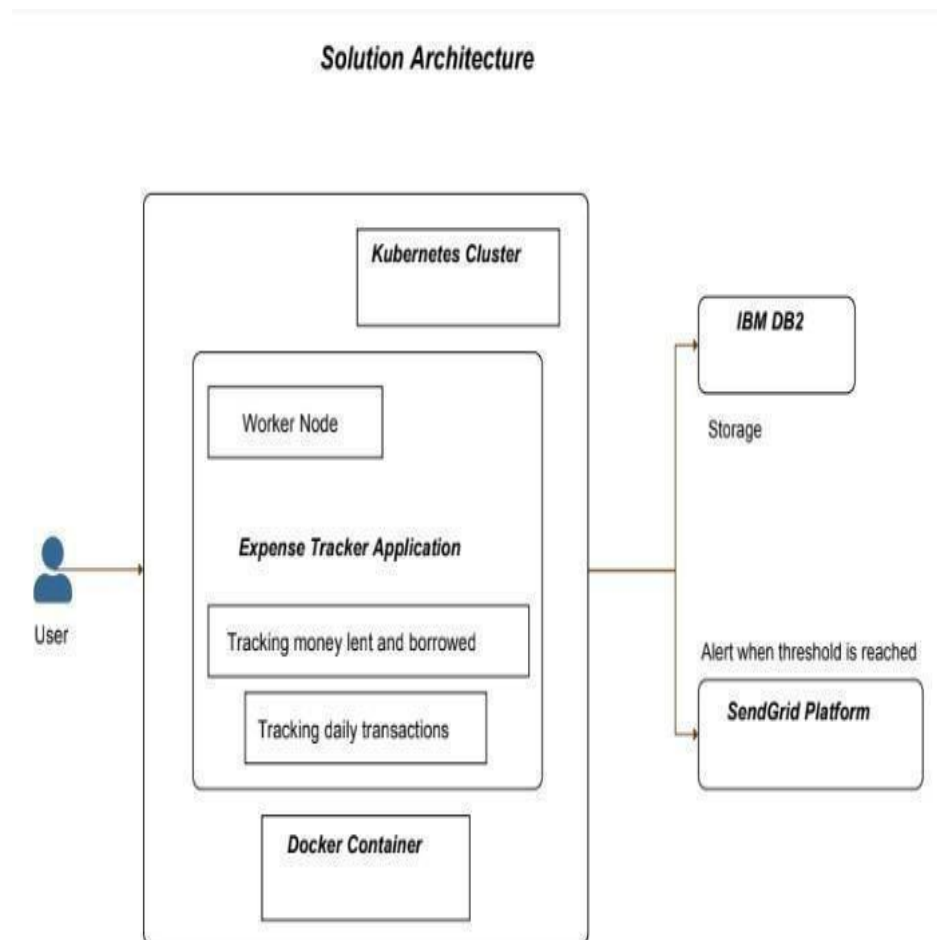 Solution Architecture
Kubernetes Cluster
IBM DB2
Worker Node
Storage
Expense Tracker Application
User
Tracking money lent and borrowed
Alert when threshold is reached
SendGrid Platform
Tracking daily transactions
Docker Container